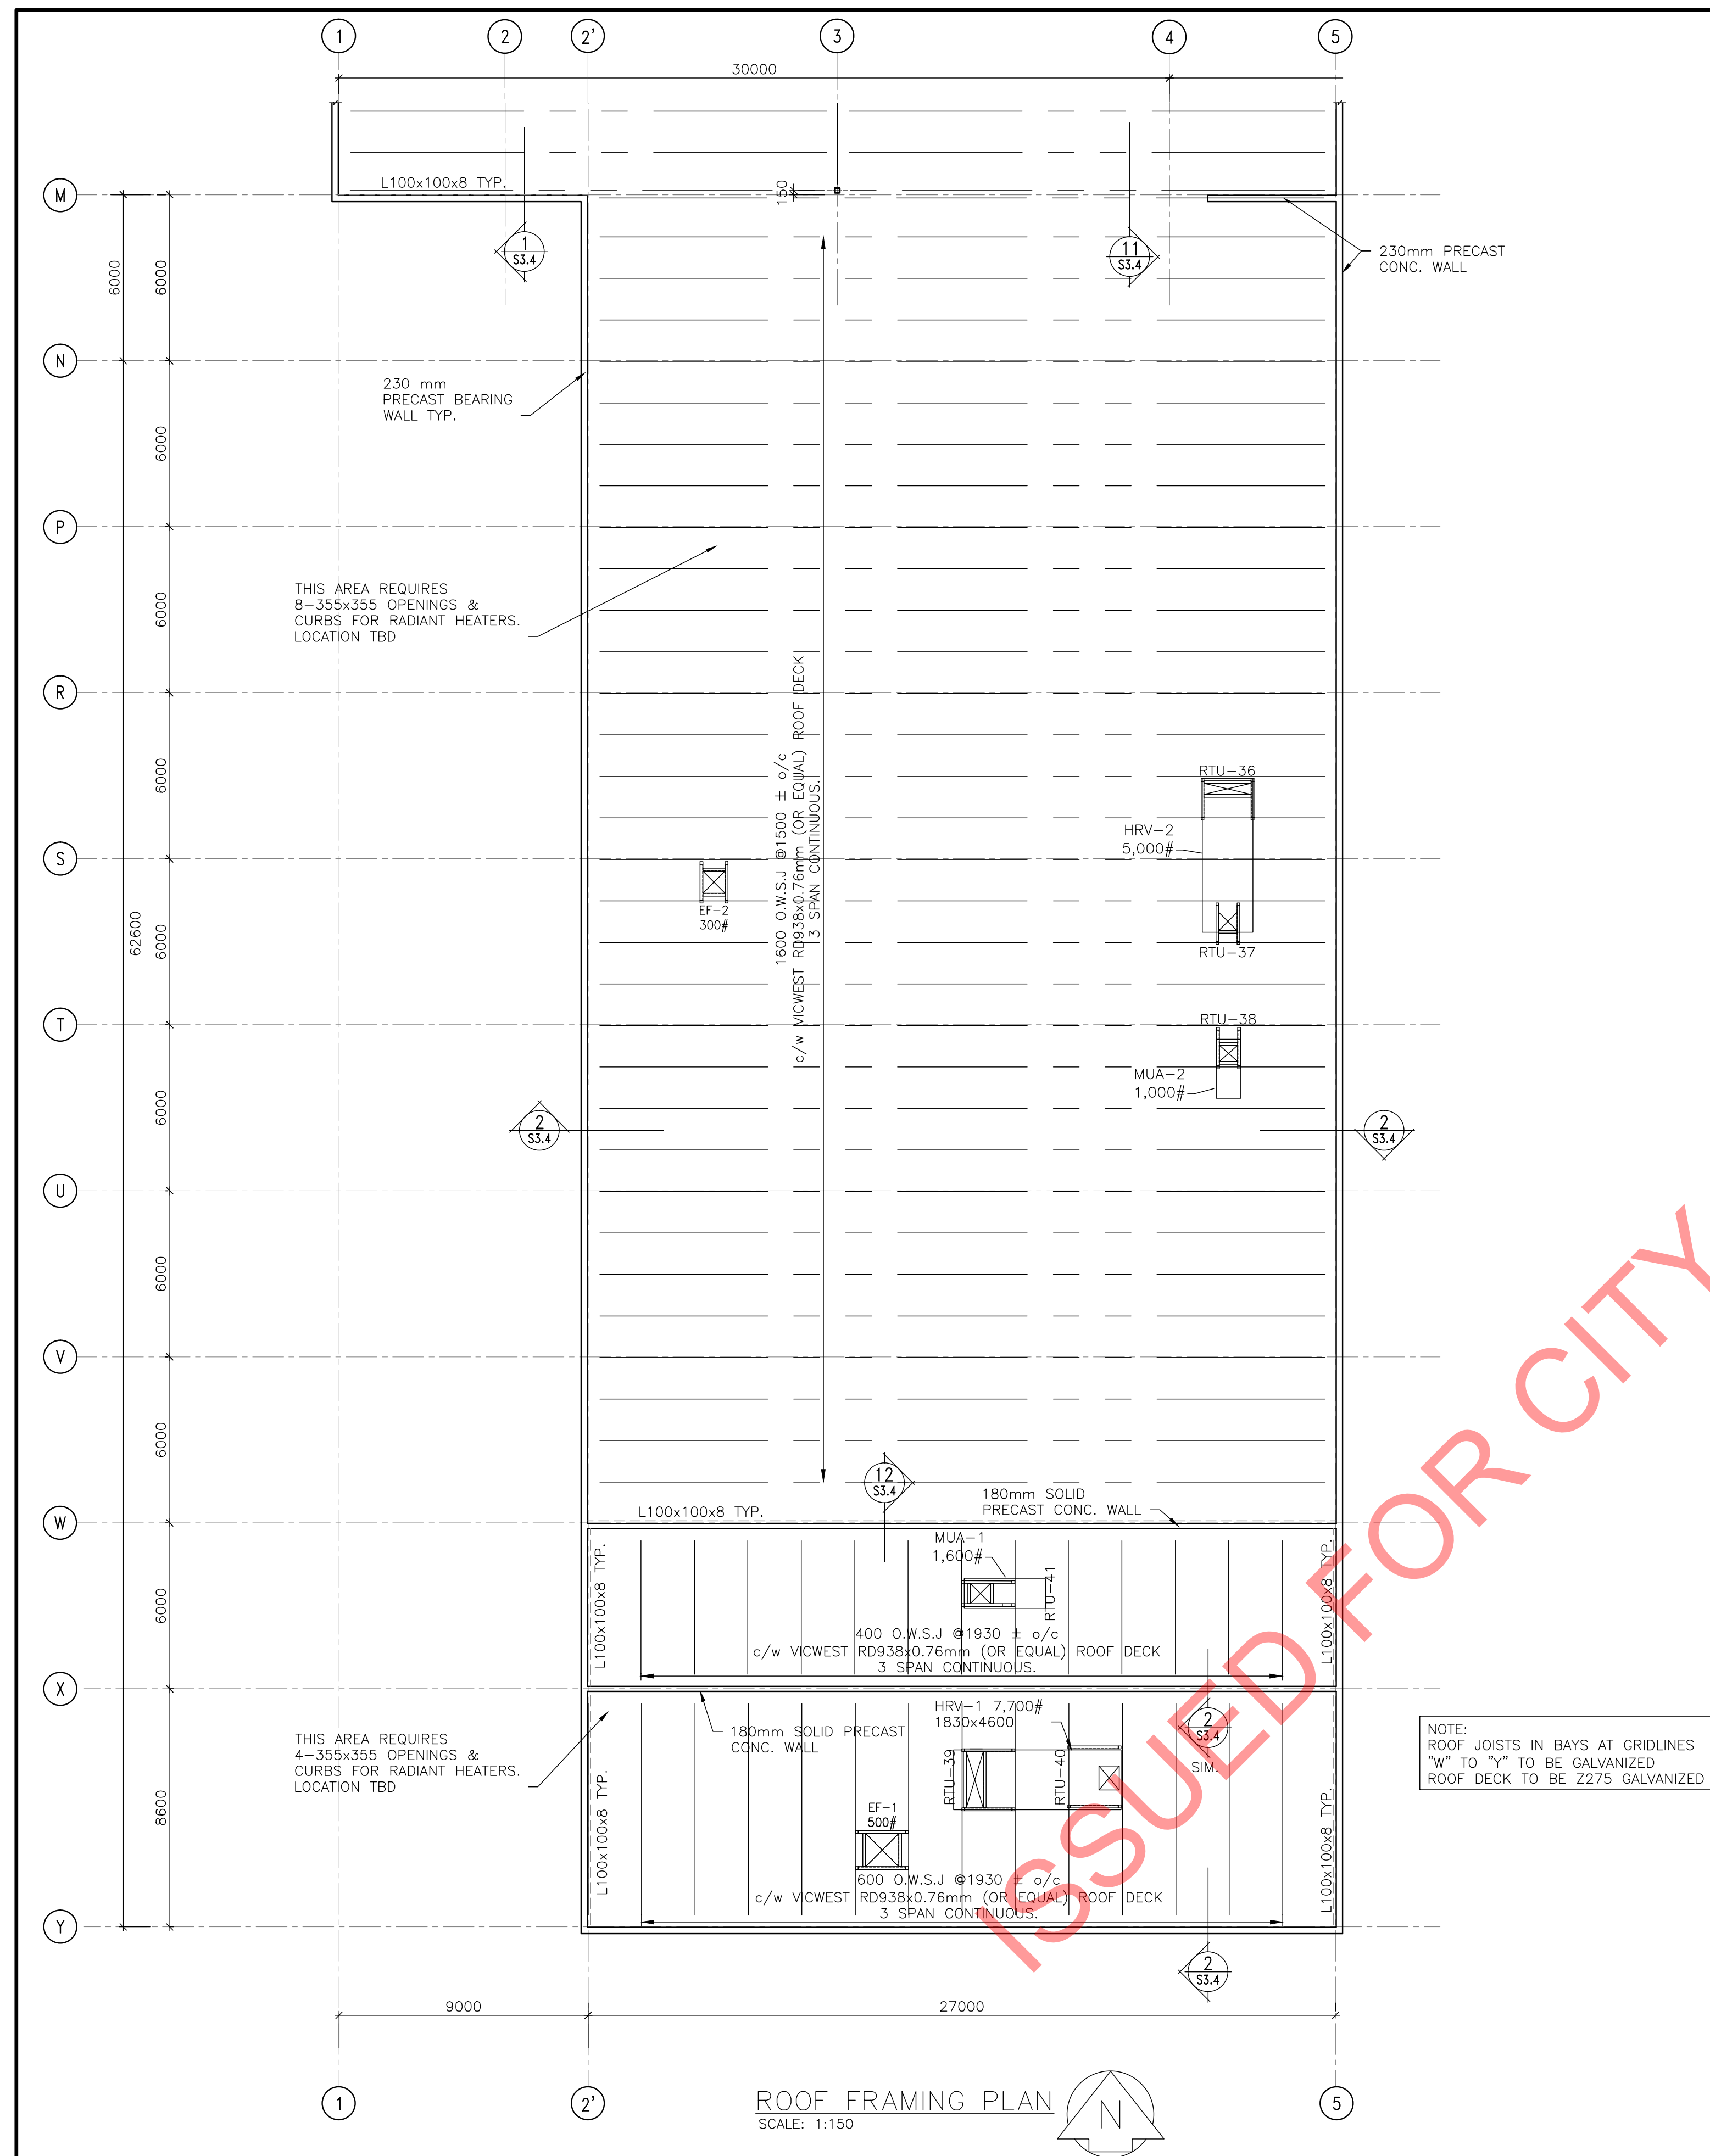 1
2
2'
3
4
5
30000
L100x100x8 TYP.
150
M
1
S3.4
11
S3.4
230mm PRECAST
CONC. WALL
6000
6000
N
230 mm
PRECAST BEARING
WALL TYP.
6000
P
THIS AREA REQUIRES
8-355x355 OPENINGS &
CURBS FOR RADIANT HEATERS.
LOCATION TBD
6000
R
1600 O.W.S.J @1500 ± o/c
c/w VICWEST RD938x0.76mm (OR EQUAL) ROOF DECK
3 SPAN CONTINUOUS.
6000
RTU-36
HRV-2
5,000#
S
EF-2
300#
62600
6000
RTU-37
T
RTU-38
MUA-2
1,000#
6000
2
S3.4
2
S3.4
U
6000
V
6000
12
S3.4
180mm SOLID
PRECAST CONC. WALL
L100x100x8 TYP.
W
MUA-1
1,600#
RTU-41
L100x100x8 TYP.
L100x100x8 TYP.
6000
400 O.W.S.J @1930 ± o/c
c/w VICWEST RD938x0.76mm (OR EQUAL) ROOF DECK
3 SPAN CONTINUOUS.
X
HRV-1 7,700#
1830x4600
180mm SOLID PRECAST
CONC. WALL
2
S3.4
SIM.
THIS AREA REQUIRES
4-355x355 OPENINGS &
CURBS FOR RADIANT HEATERS.
LOCATION TBD
NOTE:
ROOF JOISTS IN BAYS AT GRIDLINES
"W" TO "Y" TO BE GALVANIZED
ROOF DECK TO BE Z275 GALVANIZED
RTU-39
RTU-40
EF-1
500#
8600
L100x100x8 TYP.
L100x100x8 TYP.
600 O.W.S.J @1930 ± o/c
c/w VICWEST RD938x0.76mm (OR EQUAL) ROOF DECK
3 SPAN CONTINUOUS.
Y
2
S3.4
9000
27000
1
2'
5
ROOF FRAMING PLAN
SCALE: 1:150
N
ISSUED FOR CITY